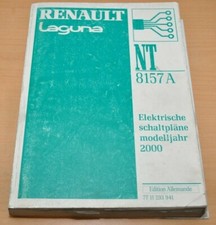 RENAULT
Laguna
NT
8157A
Elektrische
schaltpläne
modelljahr
2000
Edition Allemande